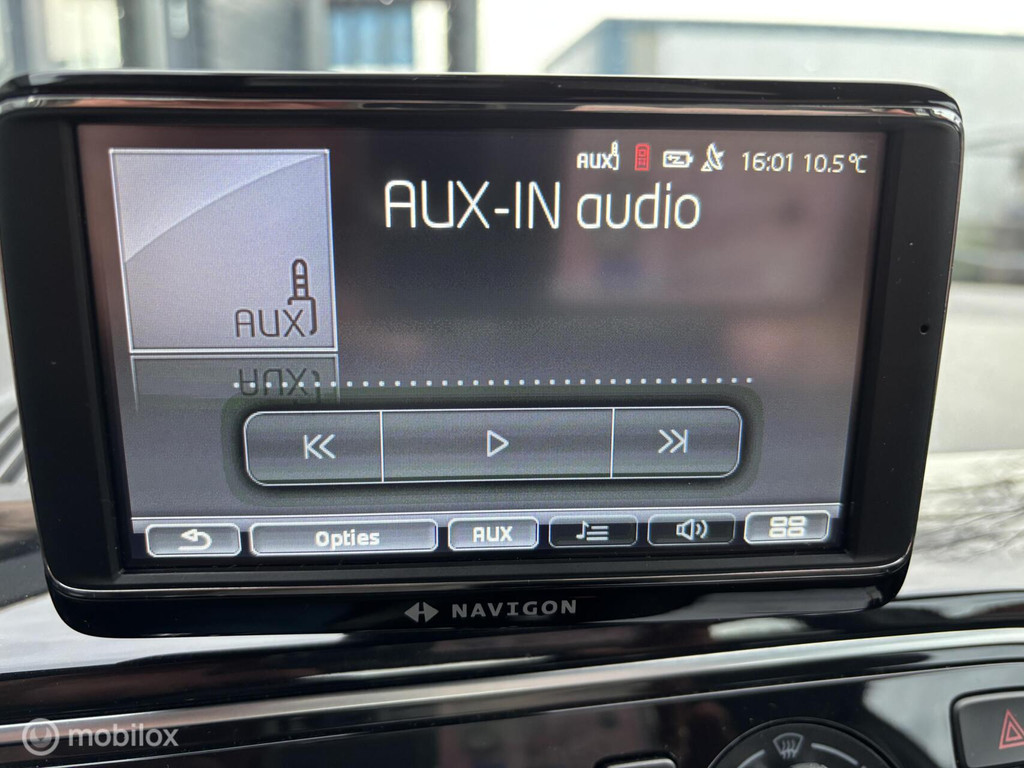 AUX 16:01 10.5°C
AUX-IN audio
AUX
Opties AUX
NAVIGON
mobilox